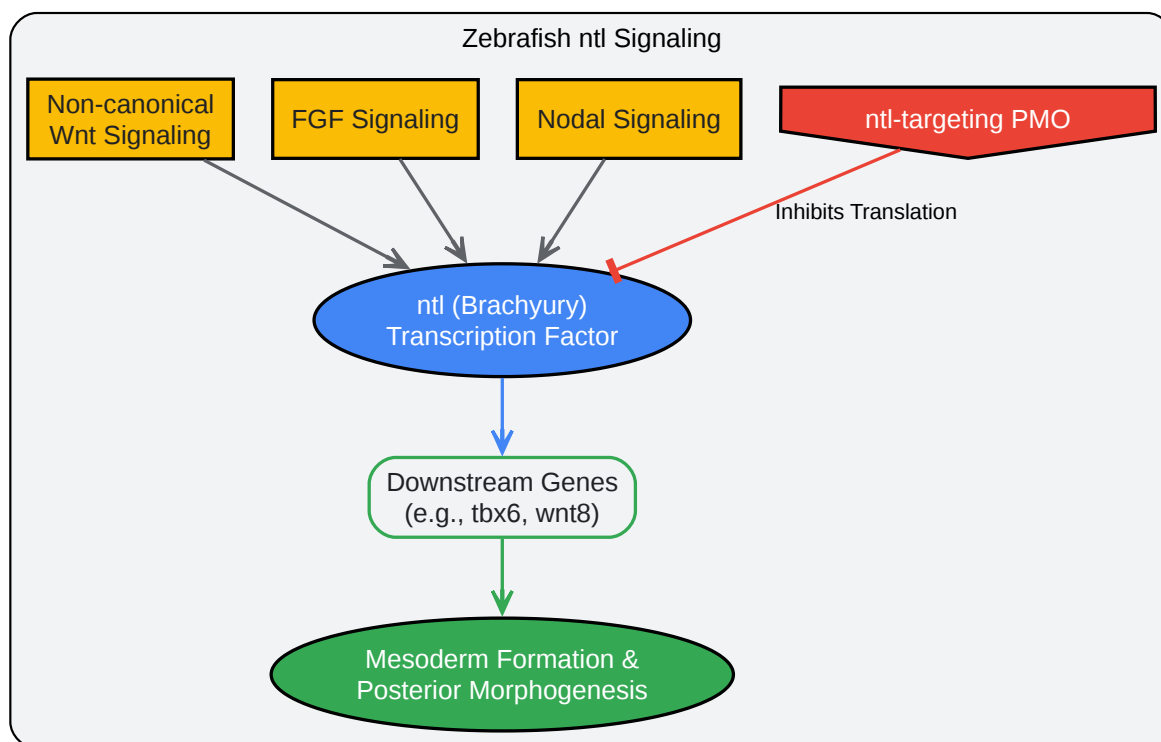 Zebrafish ntl Signaling
Non-canonical
Wnt Signaling
FGF Signaling
Nodal Signaling
ntl-targeting PMO
Inhibits Translation
ntl (Brachyury)
Transcription Factor
Downstream Genes
(e.g., tbx6, wnt8)
Mesoderm Formation &
Posterior Morphogenesis